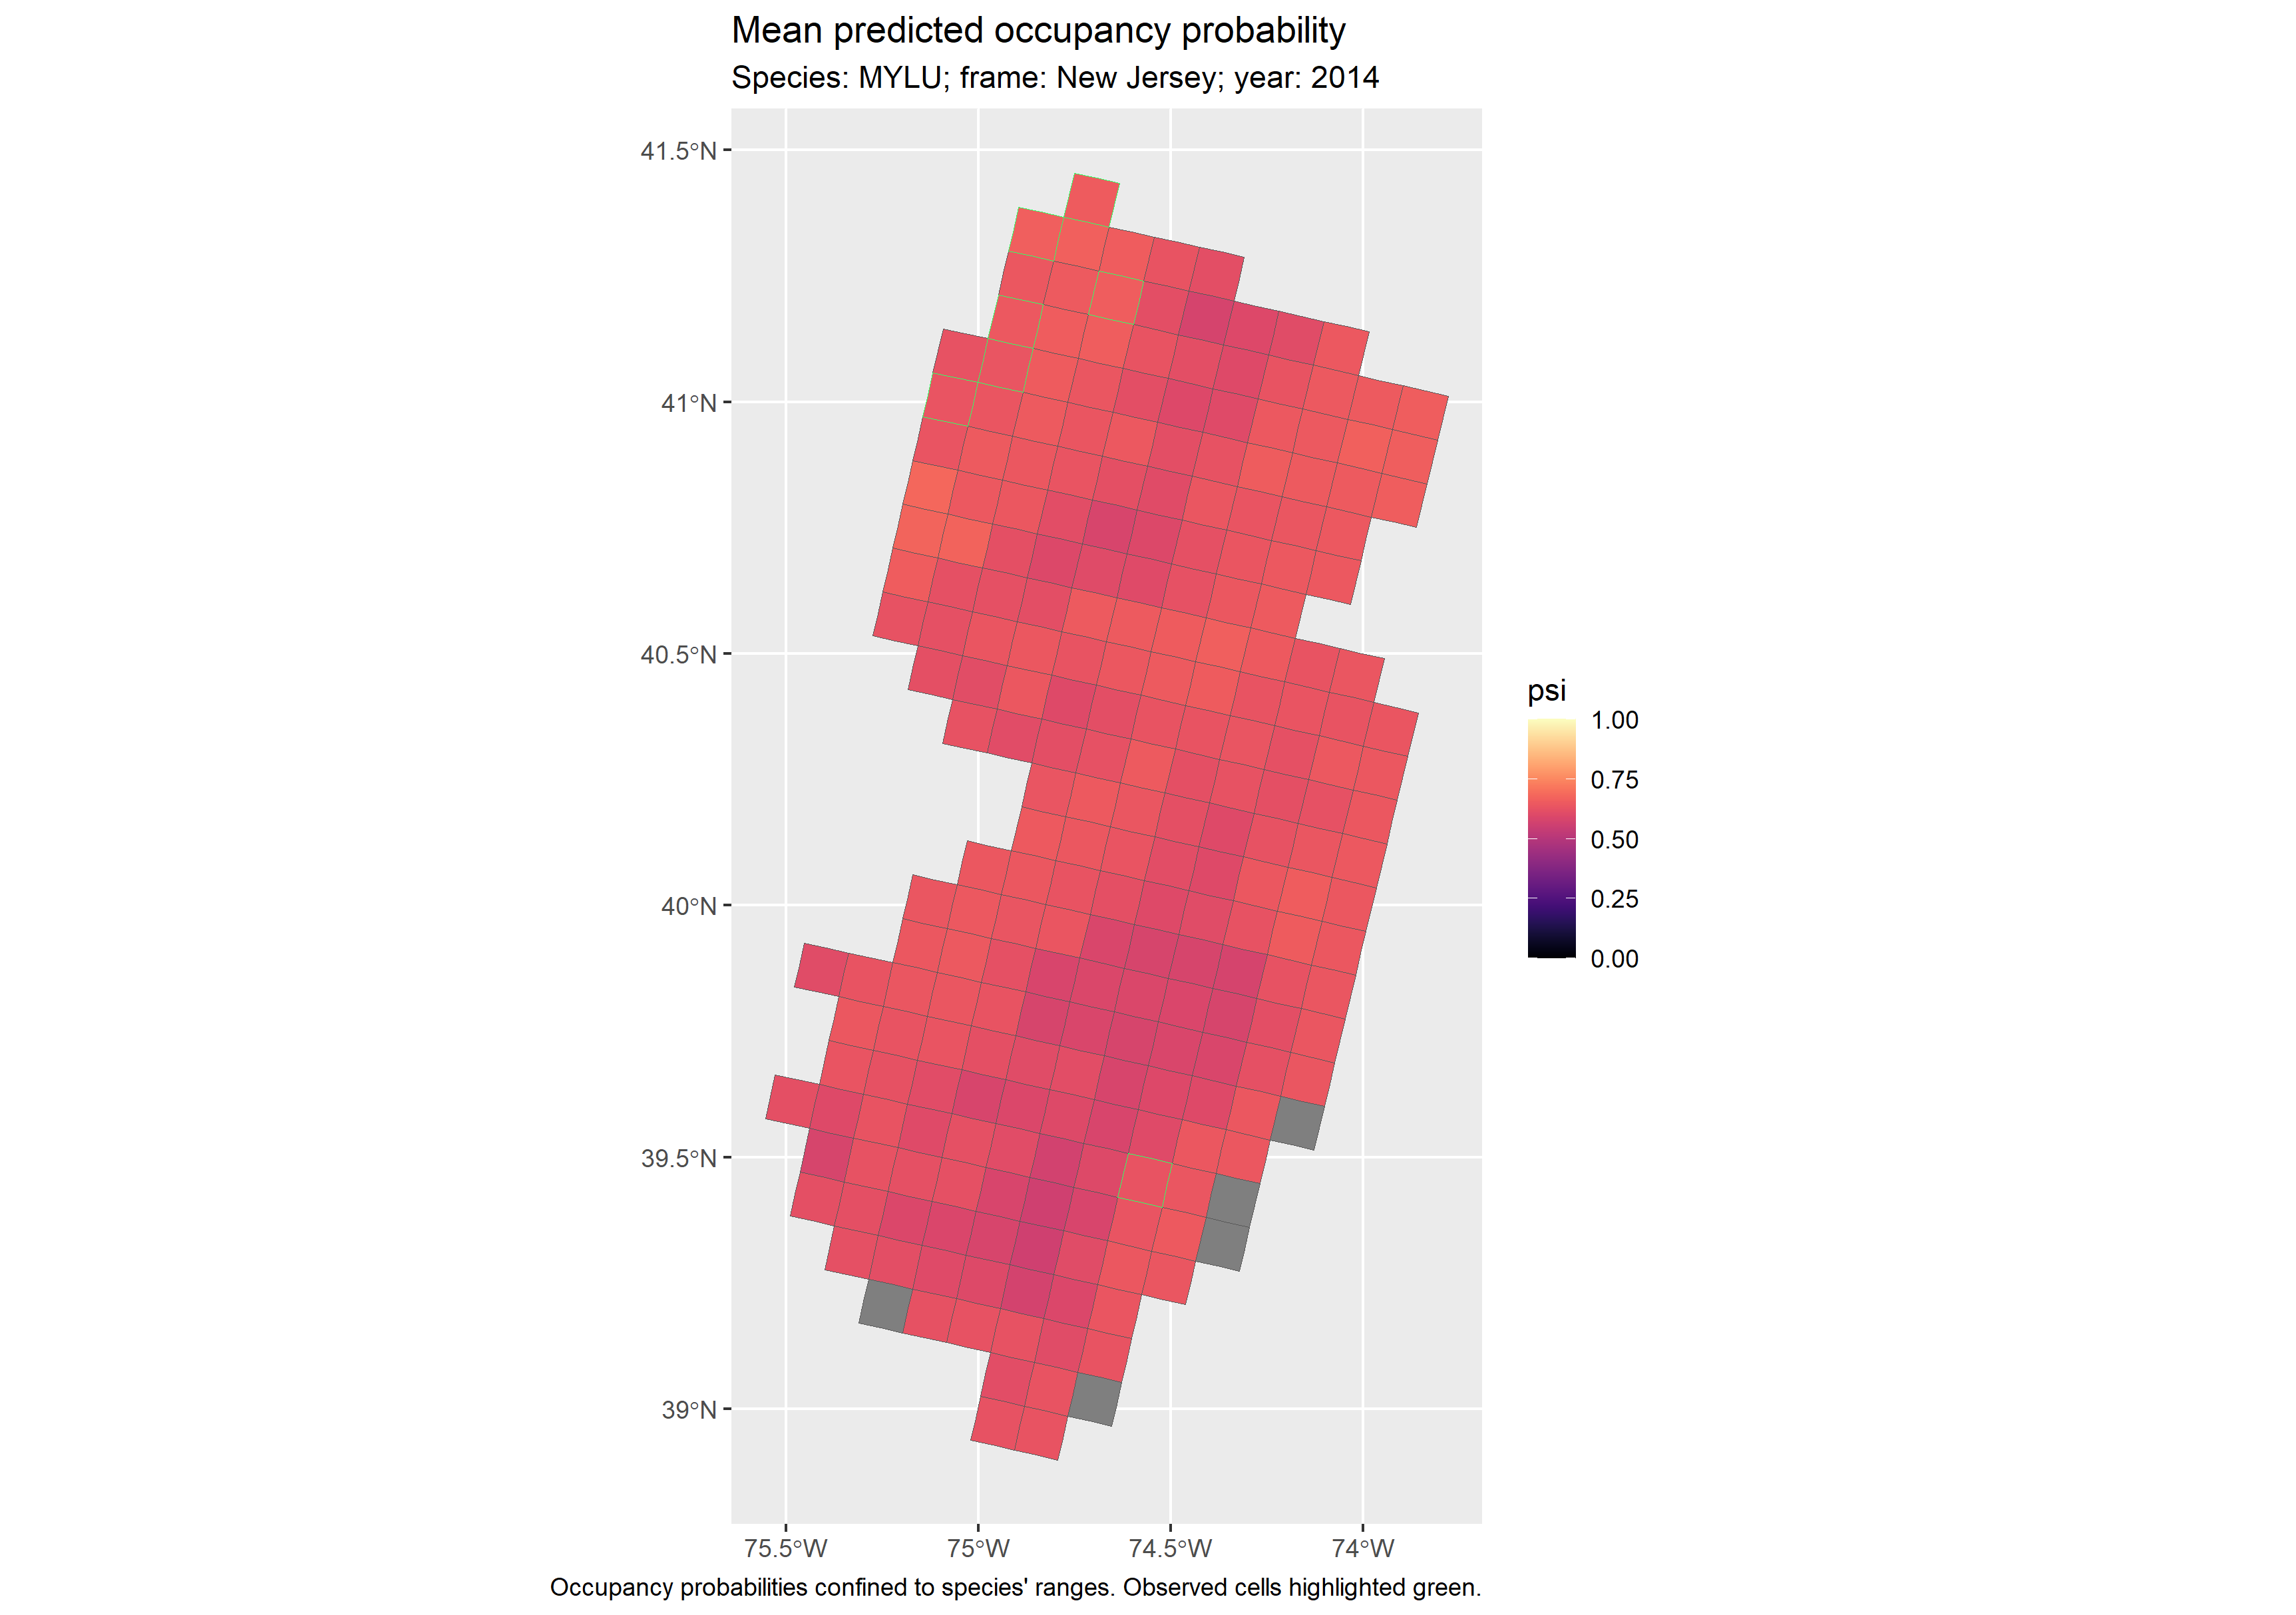 Mean predicted occupancy probability
Species: MYLU; frame: New Jersey; year: 2014
41.5°N
41°N
40.5°N
40°N
39.5°N
39°N
75.5°W
75°W
74.5°W
74°W
psi
1.00
0.75
0.50
0.25
0.00
Occupancy probabilities confined to species' ranges. Observed cells highlighted green.